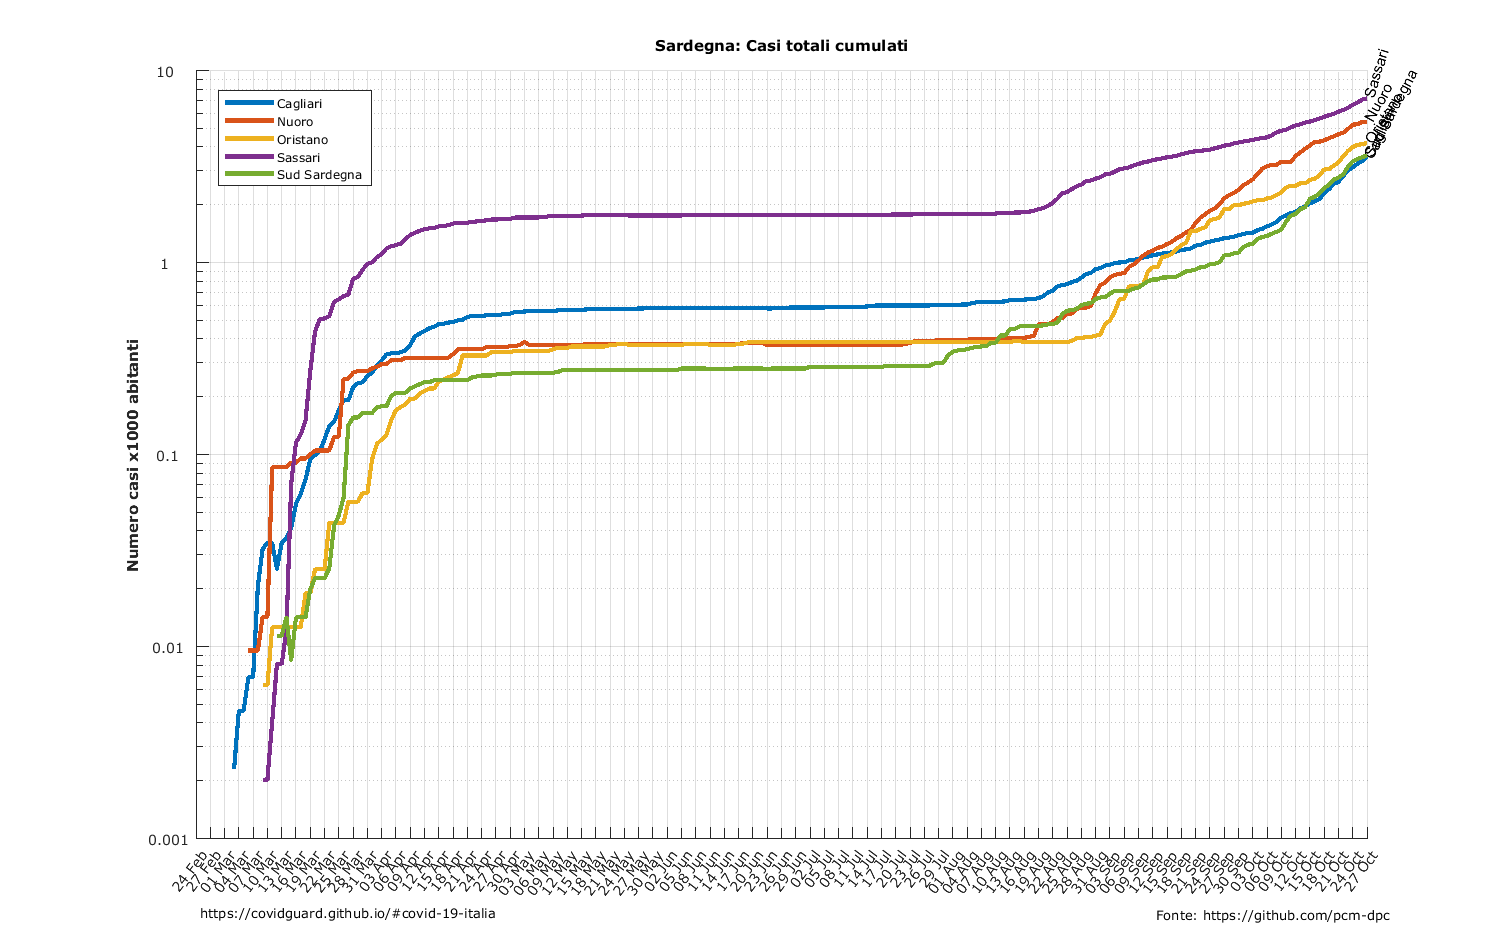 Sardegna: Casi totali cumulati
10
1
0.1
0.01
0.001
Numero casi x1000 abitanti
Cagliari
Nuoro
Oristano
Sassari
Sud Sardegna
Sassari
Nuoro
Oristano
Cagliari
Sud Sardegna
24 Feb
27 Feb
01 Mar
04 Mar
07 Mar
10 Mar
13 Mar
16 Mar
19 Mar
22 Mar
25 Mar
28 Mar
31 Mar
03 Apr
06 Apr
09 Apr
12 Apr
15 Apr
18 Apr
21 Apr
24 Apr
27 Apr
30 Apr
03 May
06 May
09 May
12 May
15 May
18 May
21 May
24 May
27 May
30 May
02 Jun
05 Jun
08 Jun
11 Jun
14 Jun
17 Jun
20 Jun
23 Jun
26 Jun
29 Jun
02 Jul
05 Jul
08 Jul
11 Jul
14 Jul
17 Jul
20 Jul
23 Jul
26 Jul
29 Jul
01 Aug
04 Aug
07 Aug
10 Aug
13 Aug
16 Aug
19 Aug
22 Aug
25 Aug
28 Aug
31 Aug
03 Sep
06 Sep
09 Sep
12 Sep
15 Sep
18 Sep
21 Sep
24 Sep
27 Sep
30 Sep
03 Oct
06 Oct
09 Oct
12 Oct
15 Oct
18 Oct
21 Oct
24 Oct
27 Oct
https://covidguard.github.io/#covid-19-italia
Fonte: https://github.com/pcm-dpc